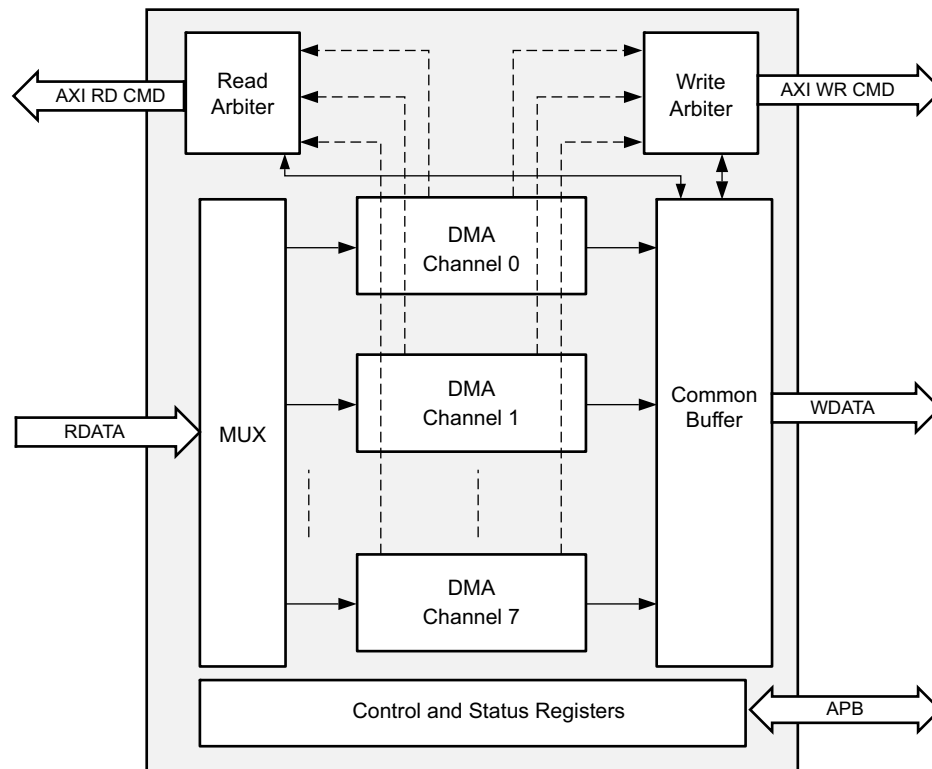 Read
Arbiter
Write
Arbiter
AXI RD CMD
AXI WR CMD
DMA
Channel 0
DMA
Channel 1
Common
Buffer
MUX
RDATA
WDATA
DMA
Channel 7
Control and Status Registers
APB